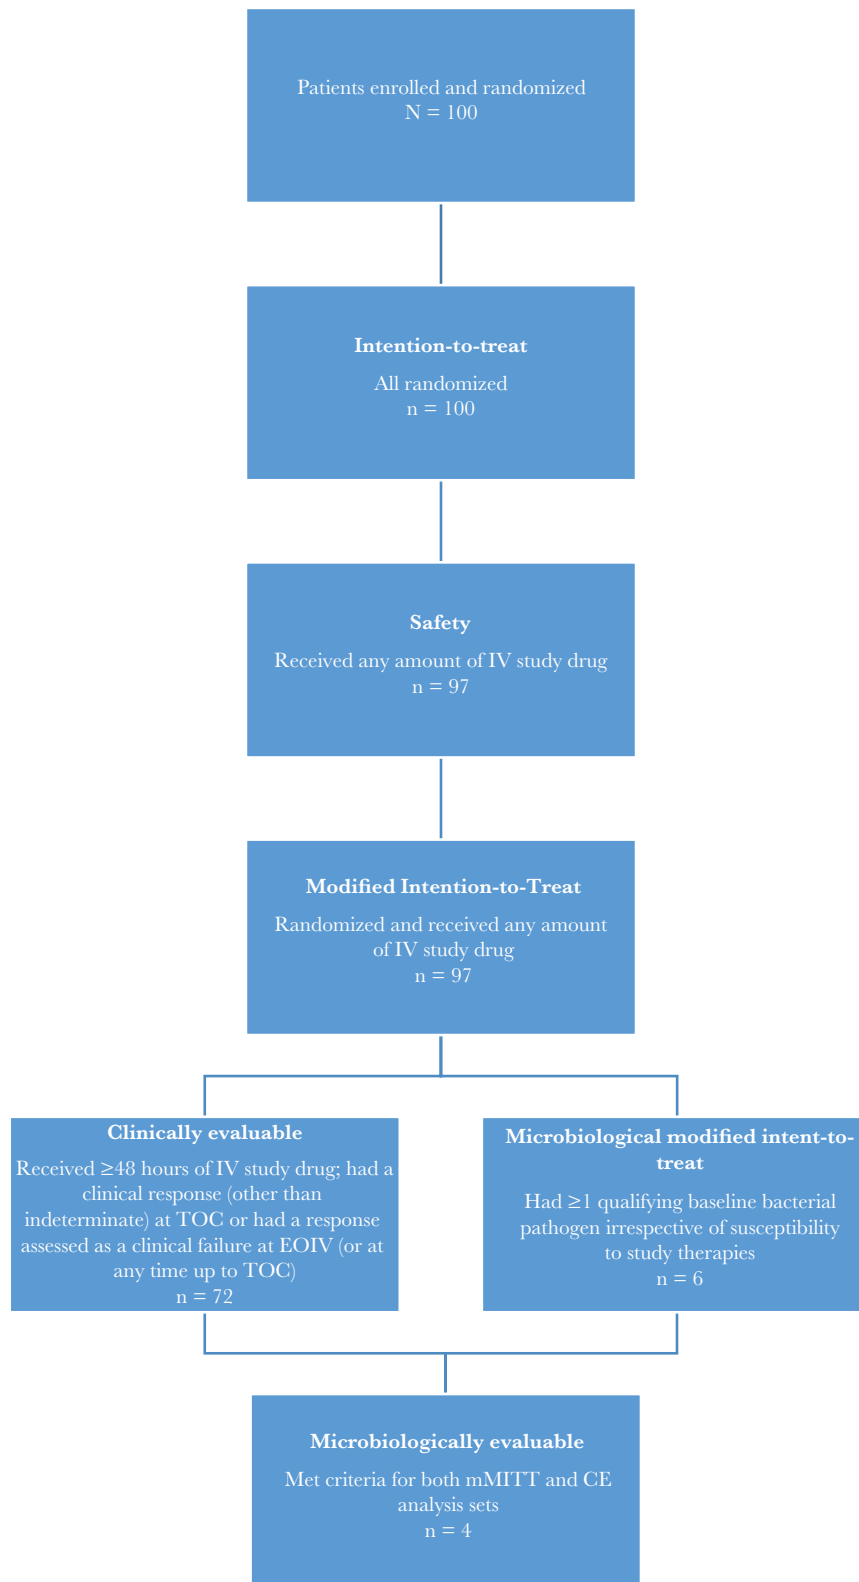 Patients enrolled and randomized
N = 100
Intention-to-treat
All randomized
n = 100
Safety
Received any amount of IV study drug
n = 97
Modified Intention-to-Treat
Randomized and received any amount
of IV study drug
n = 97
Clinically evaluable
Received ≥48 hours of IV study drug; had a
clinical response (other than
indeterminate) at TOC or had a response
assessed as a clinical failure at EOIV (or at
any time up to TOC)
n = 72
Microbiological modified intent-to-
treat
Had ≥1 qualifying baseline bacterial
pathogen irrespective of susceptibility
to study therapies
n = 6
Microbiologically evaluable
Met criteria for both mMITT and CE
analysis sets
n = 4